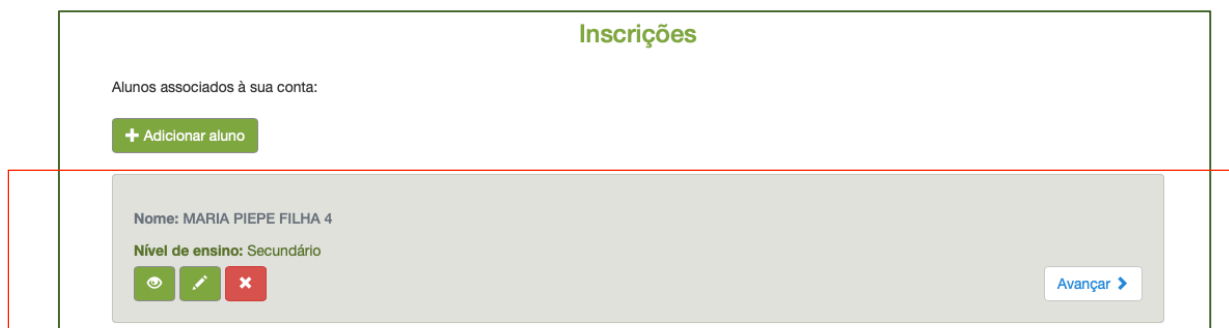 Inscrições
Alunos associados à sua conta:
Adicionar aluno
Nome: MARIA PIEPE FILHA 4
Nível de ensino: Secundário
Avançar